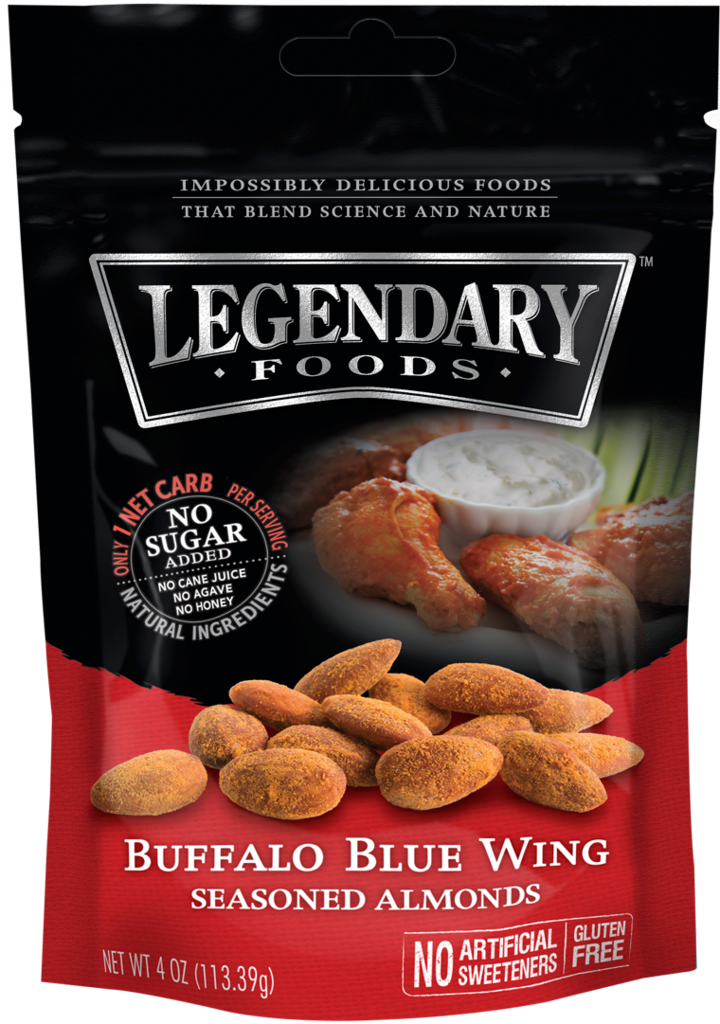 IMPOSSIBLY DELICIOUS FOODS
THAT BLEND SCIENCE AND NATURE
LEGENDARY™
· FOODS ·
ONLY 1 NET CARB PER SERVING
NO
SUGAR
ADDED
NO CANE JUICE
NO AGAVE
NO HONEY
NATURAL INGREDIENTS
BUFFALO BLUE WING
SEASONED ALMONDS
NET WT 4 OZ (113.39g)
NO ARTIFICIAL
SWEETENERS
GLUTEN
FREE